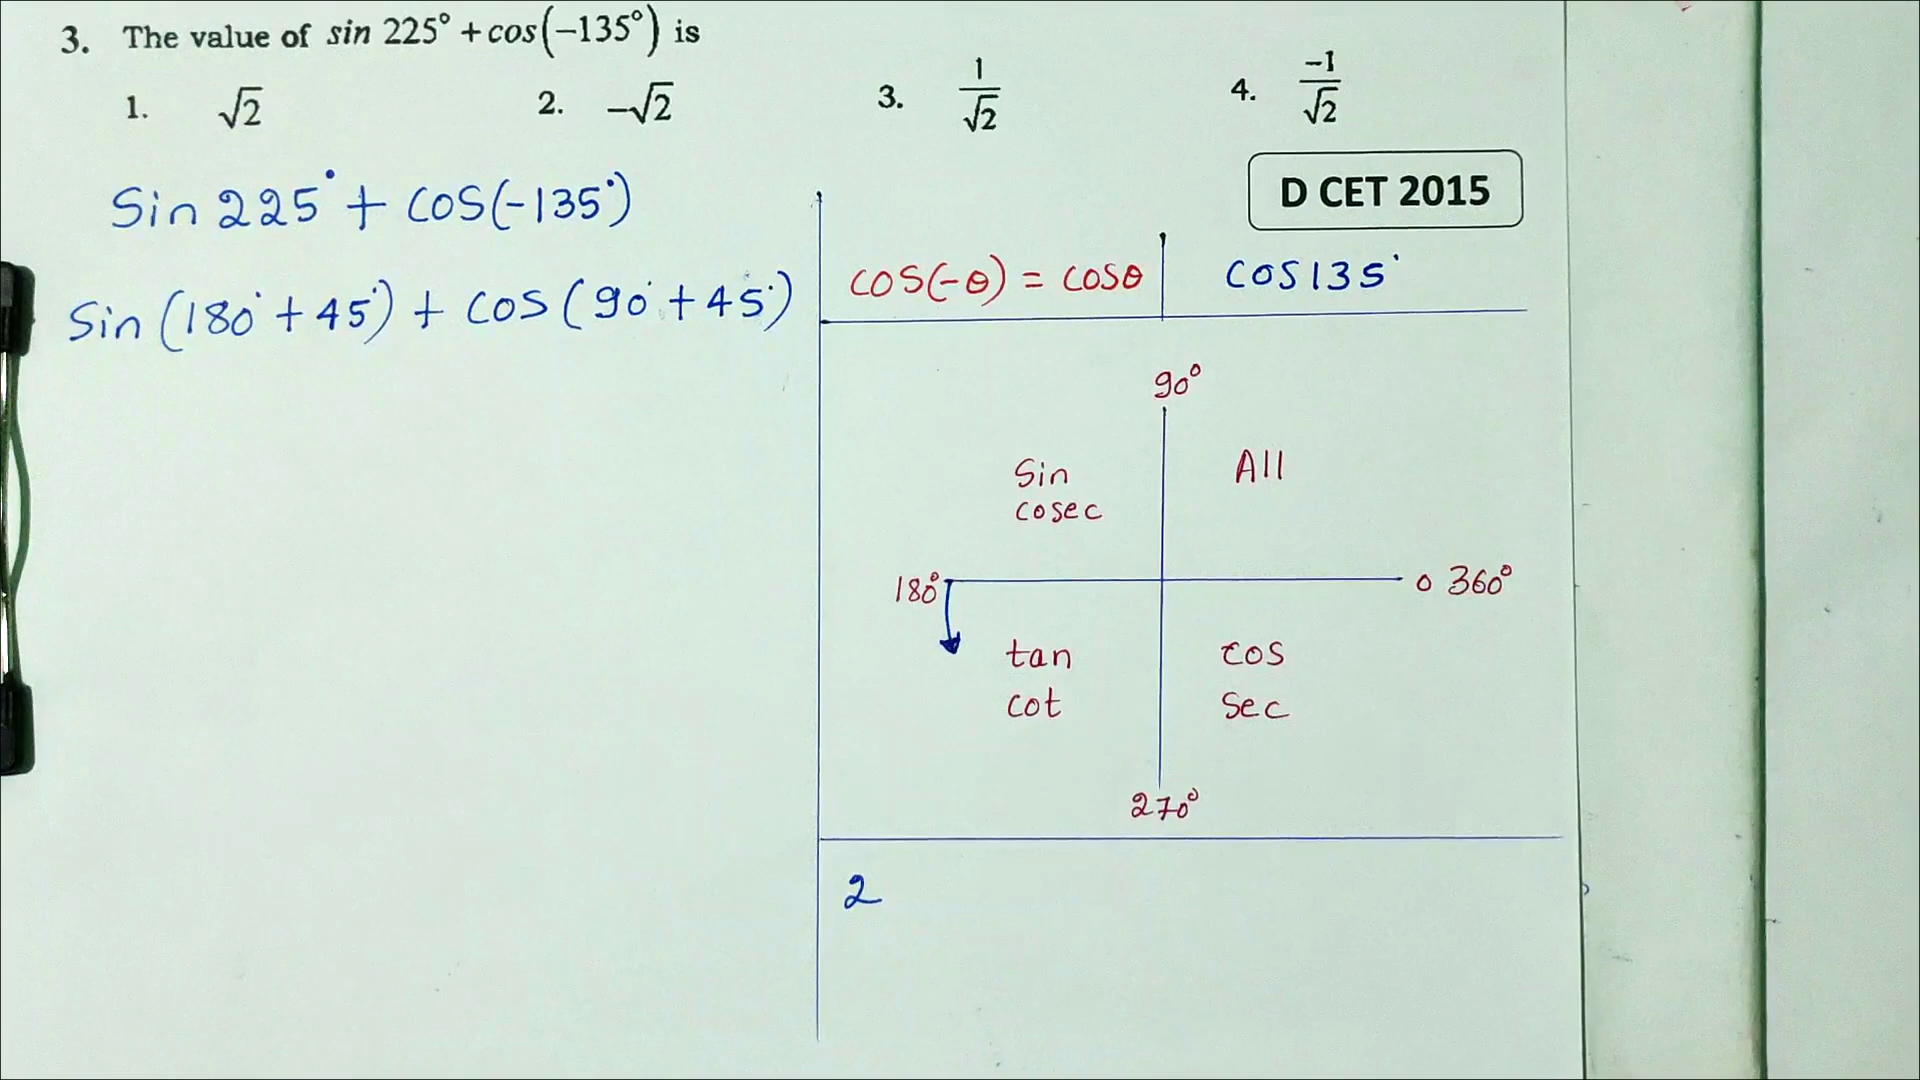 3. The value of sin 225° + cos(−135°) is
1. √2 2. −√2 3. 1/√2 4. −1/√2
D CET 2015
Sin 225° + cos(−135°)
Sin (180° + 45°) + cos (90° + 45°)
cos(−θ) = cosθ
cos 135°
90°
Sin All
cosec
180° 0 360°
tan cos
cot Sec
270°
2